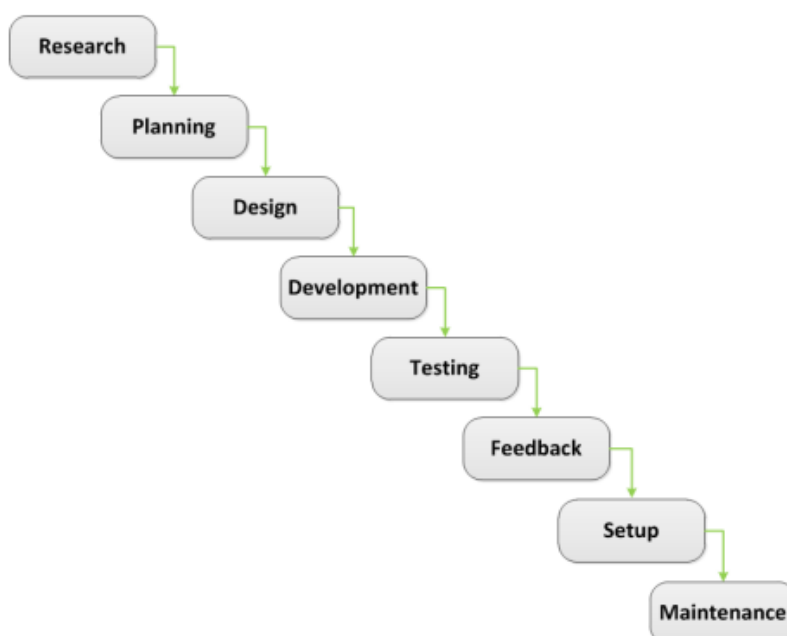 Research
Planning
Design
Development
Testing
Feedback
Setup
Maintenance